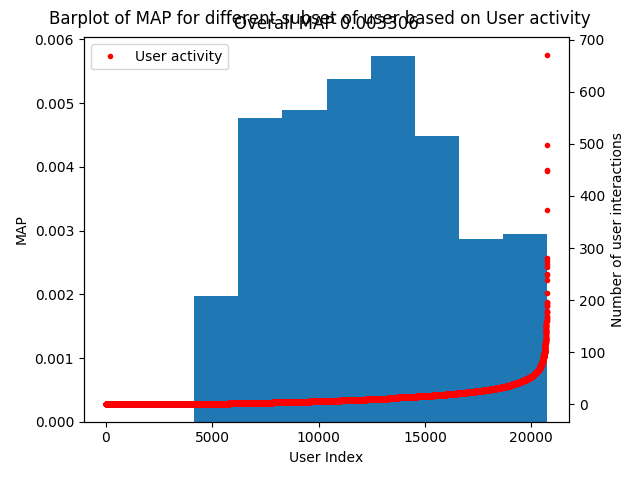 Barplot of MAP for different subset of user based on User activity
Overall MAP 0.003306
User activity
0.006
0.005
0.004
0.003
0.002
0.001
0.000
MAP
700
600
500
400
300
200
100
0
Number of user interactions
0 5000 10000 15000 20000
User Index